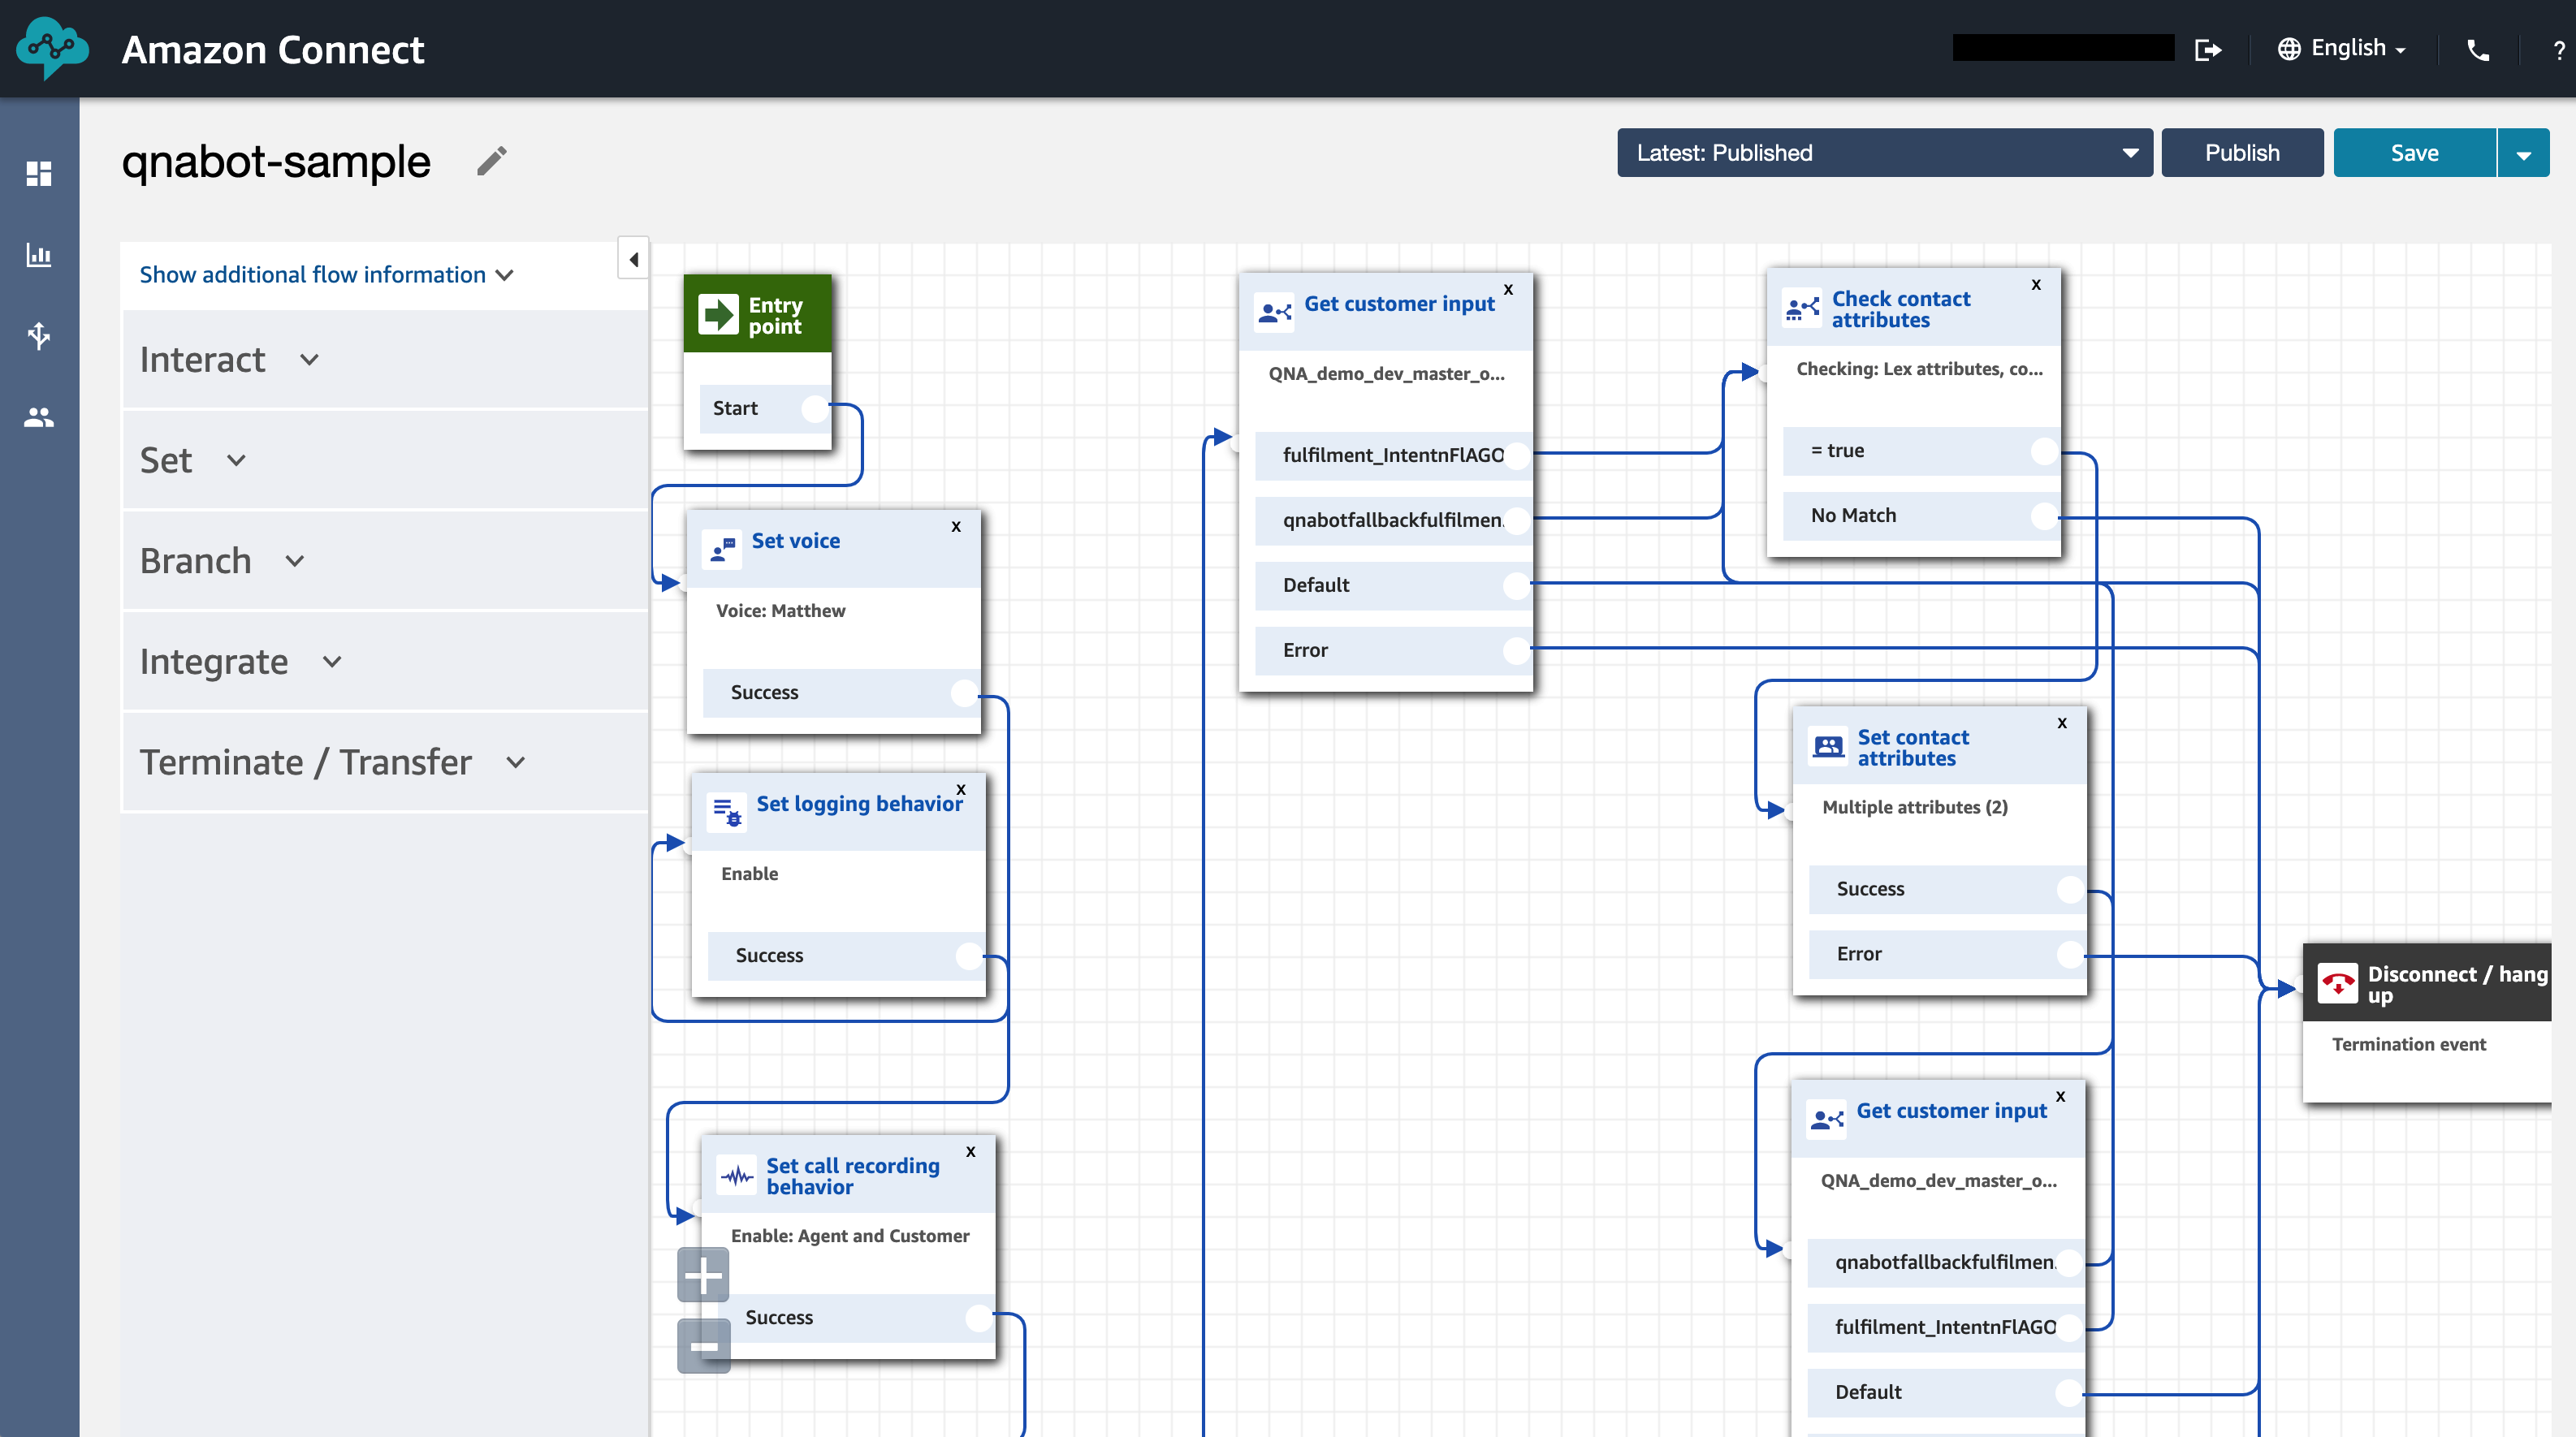 Amazon Connect
English
?
qnabot-sample
Latest: Published
Publish
Save
Show additional flow information
Interact
Set
Branch
Integrate
Terminate / Transfer
Entry
point
Start
Set voice
x
Voice: Matthew
Success
Set logging behavior
x
Enable
Success
Set call recording
behavior
x
Enable: Agent and Customer
Success
+
-
Get customer input
x
QNA_demo_dev_master_o...
fulfilment_IntentnFlAGO
qnabotfallbackfulfilmen.
Default
Error
Check contact
attributes
x
Checking: Lex attributes, co...
= true
No Match
Set contact
attributes
x
Multiple attributes (2)
Success
Error
Get customer input
x
QNA_demo_dev_master_o...
qnabotfallbackfulfilmen.
fulfilment_IntentnFlAGO
Default
Disconnect / hang
up
Termination event